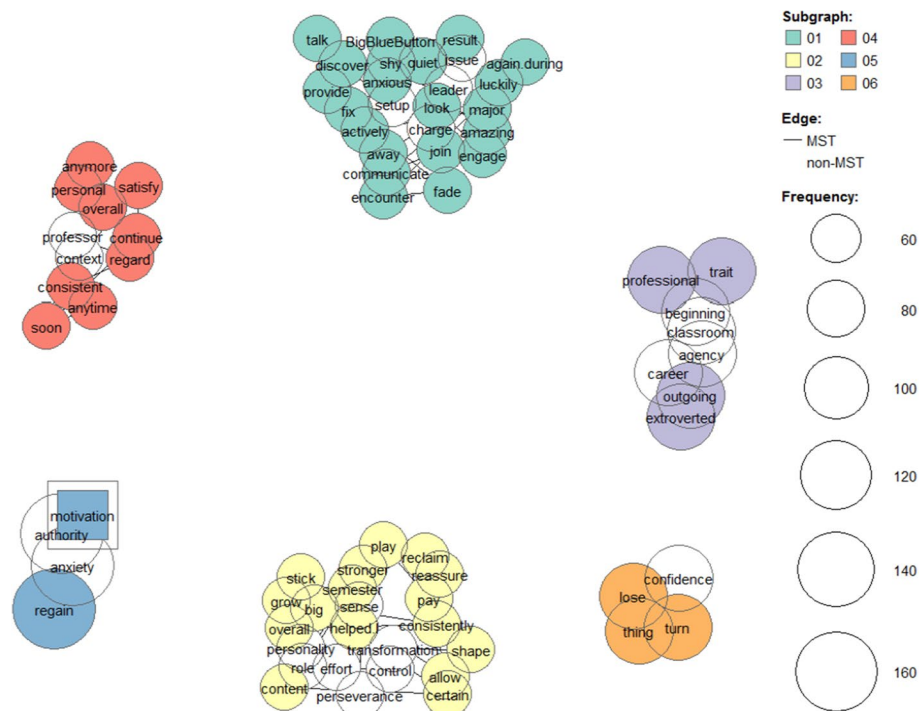 talk
BigBlueButton
result
discover
shy
quiet
issue
again.during
anxious
luckily
provide
setup
leader
fix
look
major
actively
charge
amazing
away
join
engage
communicate
encounter
fade
anymore
personal
satisfy
overall
professor
continue
context
regard
consistent
anytime
soon
professional
trait
beginning
classroom
agency
career
outgoing
extroverted
motivation
authority
anxiety
regain
play
reclaim
stronger
reassure
stick
semester
grow
big
sense
pay
overall
helped I
consistently
personality
transformation
shape
role
effort
control
allow
content
perseverance
certain
confidence
lose
thing
turn
Subgraph:
01 04
02 05
03 06
Edge:
MST
non-MST
Frequency:
60
80
100
120
140
160